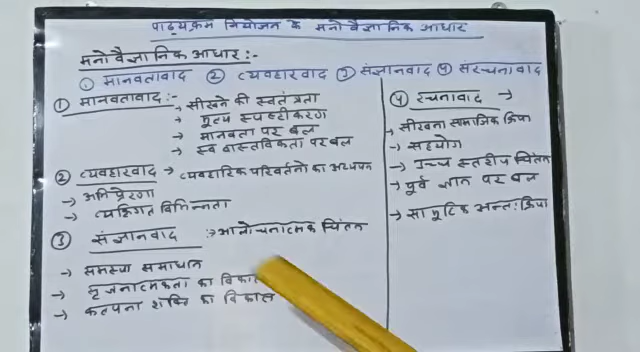 पाठ्यक्रम नियोजन के मनोवैज्ञानिक आधार
मनोवैज्ञानिक आधार:-
① मानवतावाद ② व्यवहारवाद ③ संज्ञानवाद ④ संरचनावाद
① मानवतावाद:-
→ सीखने की स्वतंत्रता
→ मूल्य स्पष्टीकरण
→ मानवता पर बल
→ स्व वास्तविकता पर बल
② व्यवहारवाद → व्यवहारिक परिवर्तनो का अध्ययन
→ अभिप्रेरणा
→ व्यक्तिगत विभिन्नता
③ संज्ञानवाद :→ आलोचनात्मक चिंतन
→ समस्या समाधान
→ सृजनात्मकता का विकास
→ कल्पना शक्ति का विकास
④ रचनावाद →
→ सीखना सामाजिक क्रिया
→ सहयोग
→ उच्च स्तरीय चिंतन
→ पूर्व ज्ञान पर बल
→ सामूहिक अन्तःक्रिया